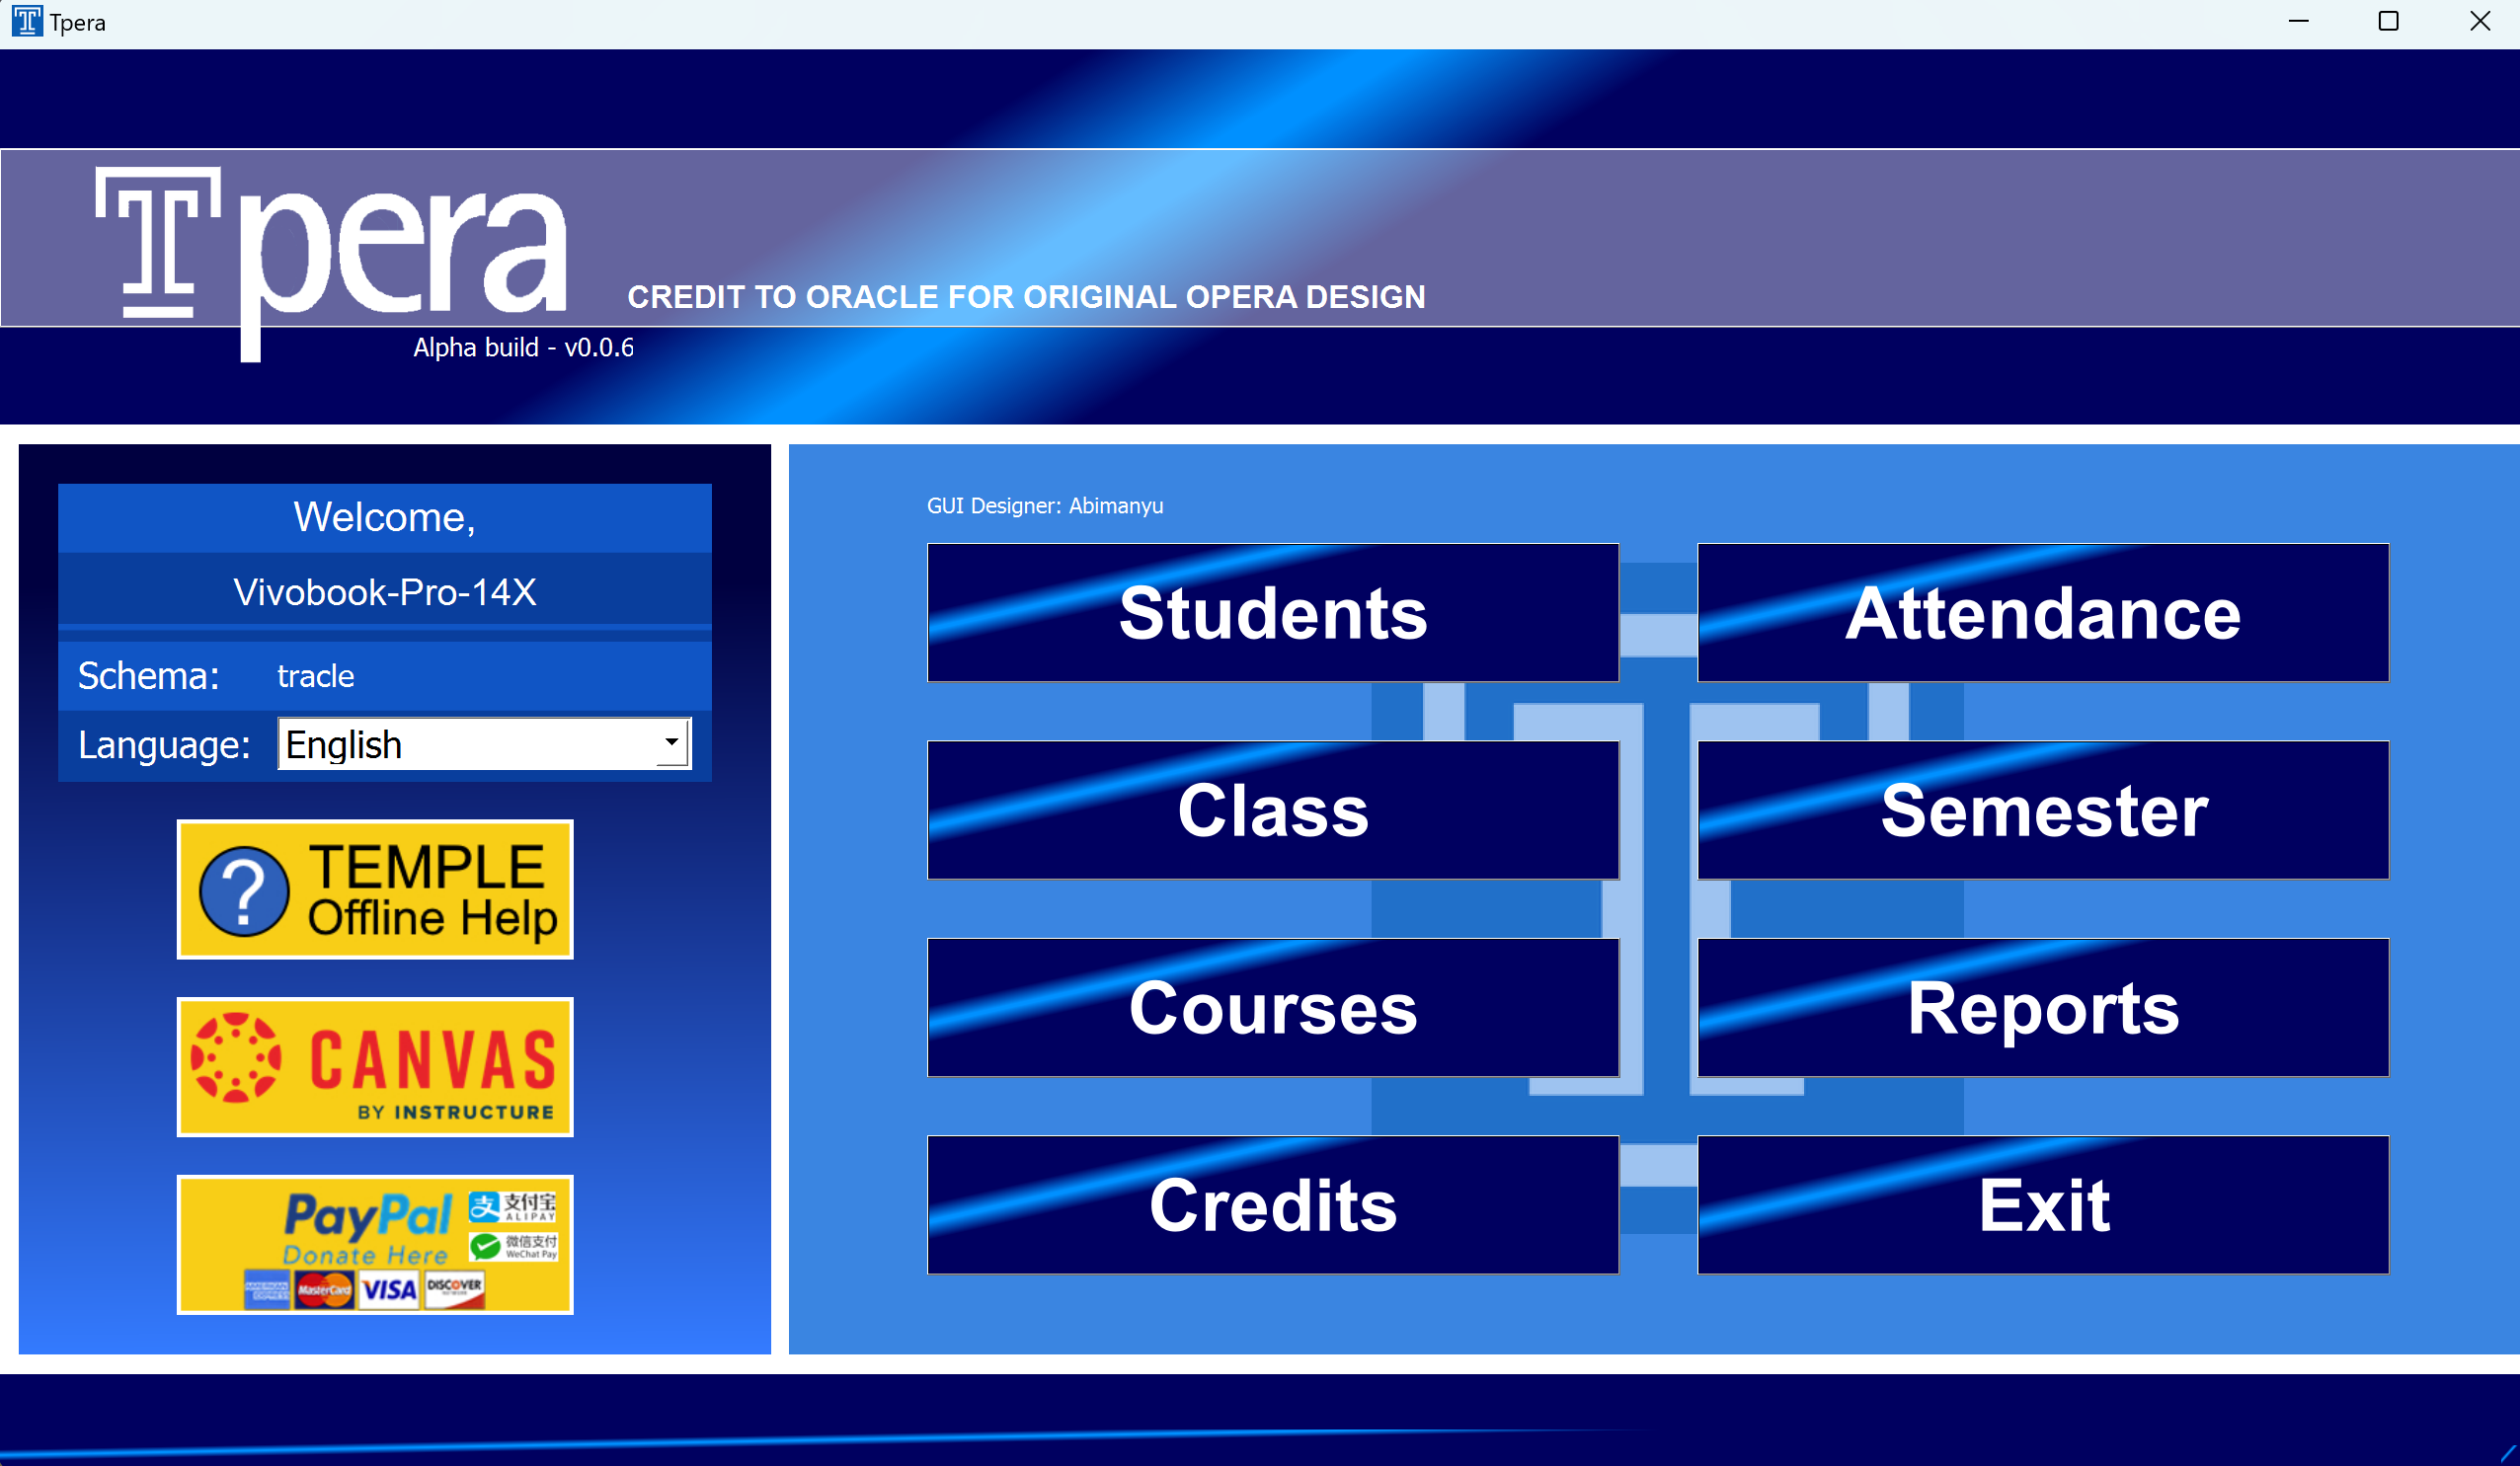 Tpera
Tpera
CREDIT TO ORACLE FOR ORIGINAL OPERA DESIGN
Alpha build - v0.0.6
Welcome,
Vivobook-Pro-14X
Schema: tracle
Language: English
?
TEMPLE
Offline Help
CANVAS
BY INSTRUCTURE
PayPal
Donate Here
支 支付宝
ALIPAY
微信支付
WeChat Pay
AMERICAN EXPRESS
MasterCard
VISA
DISCOVER
GUI Designer: Abimanyu
Students
Attendance
Class
Semester
Courses
Reports
Credits
Exit